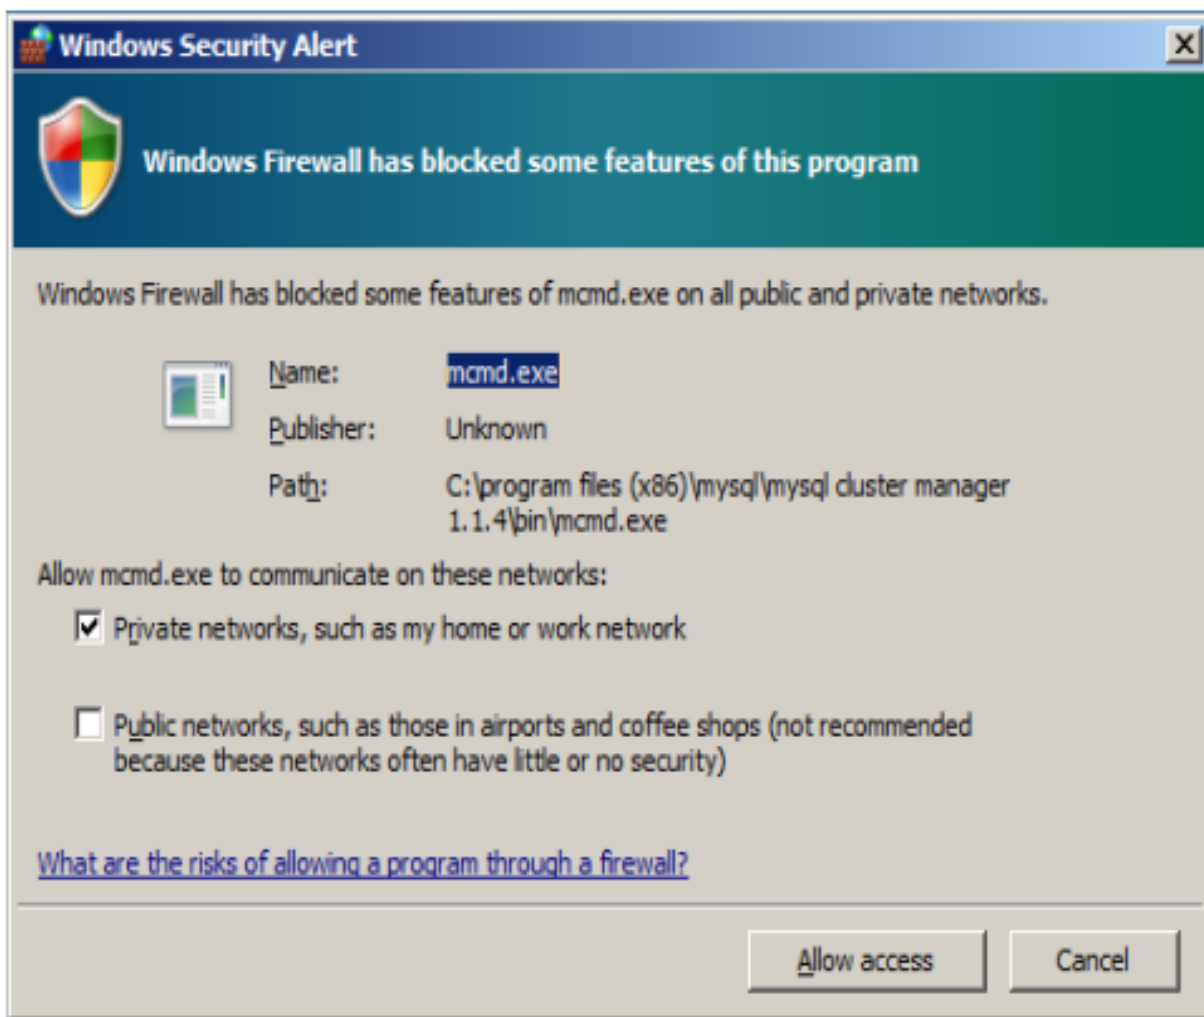 Windows Security Alert
Windows Firewall has blocked some features of this program
Windows Firewall has blocked some features of mcmd.exe on all public and private networks.
Name: mcmd.exe
Publisher: Unknown
Path: C:\program files (x86)\mysql\mysql cluster manager
1.1.4\bin\mcmd.exe
Allow mcmd.exe to communicate on these networks:
Private networks, such as my home or work network
Public networks, such as those in airports and coffee shops (not recommended
because these networks often have little or no security)
What are the risks of allowing a program through a firewall?
Allow access Cancel